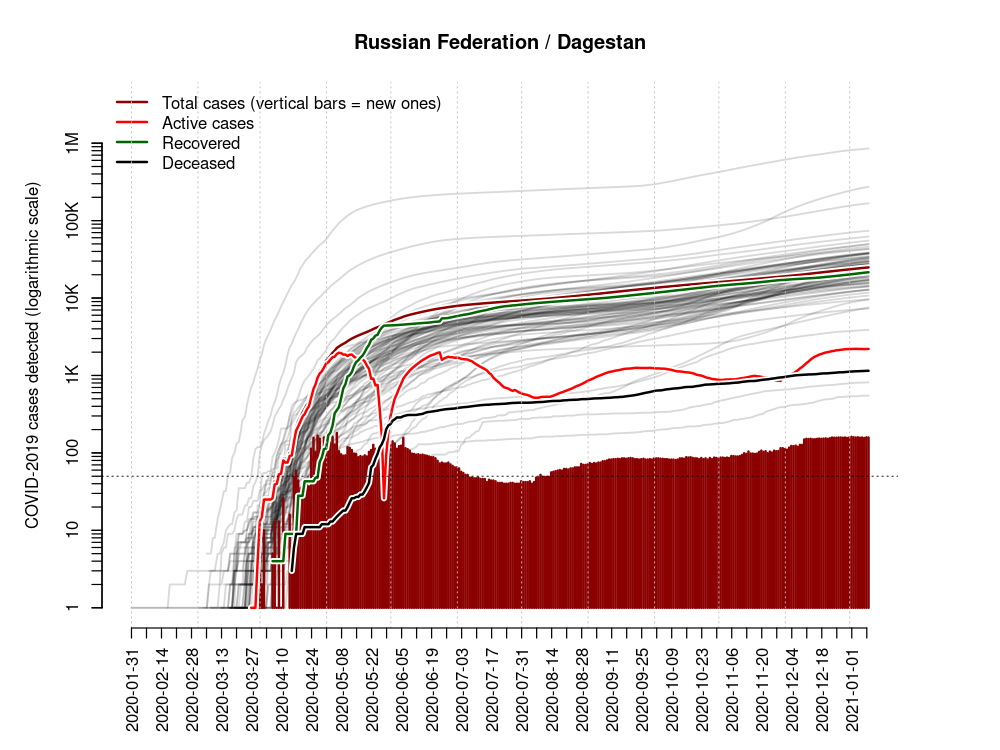 Russian Federation / Dagestan
Total cases (vertical bars = new ones)
Active cases
Recovered
Deceased
COVID-2019 cases detected (logarithmic scale)
1M
100K
10K
1K
100
10
1
2020-01-31
2020-02-14
2020-02-28
2020-03-13
2020-03-27
2020-04-10
2020-04-24
2020-05-08
2020-05-22
2020-06-05
2020-06-19
2020-07-03
2020-07-17
2020-07-31
2020-08-14
2020-08-28
2020-09-11
2020-09-25
2020-10-09
2020-10-23
2020-11-06
2020-11-20
2020-12-04
2020-12-18
2021-01-01